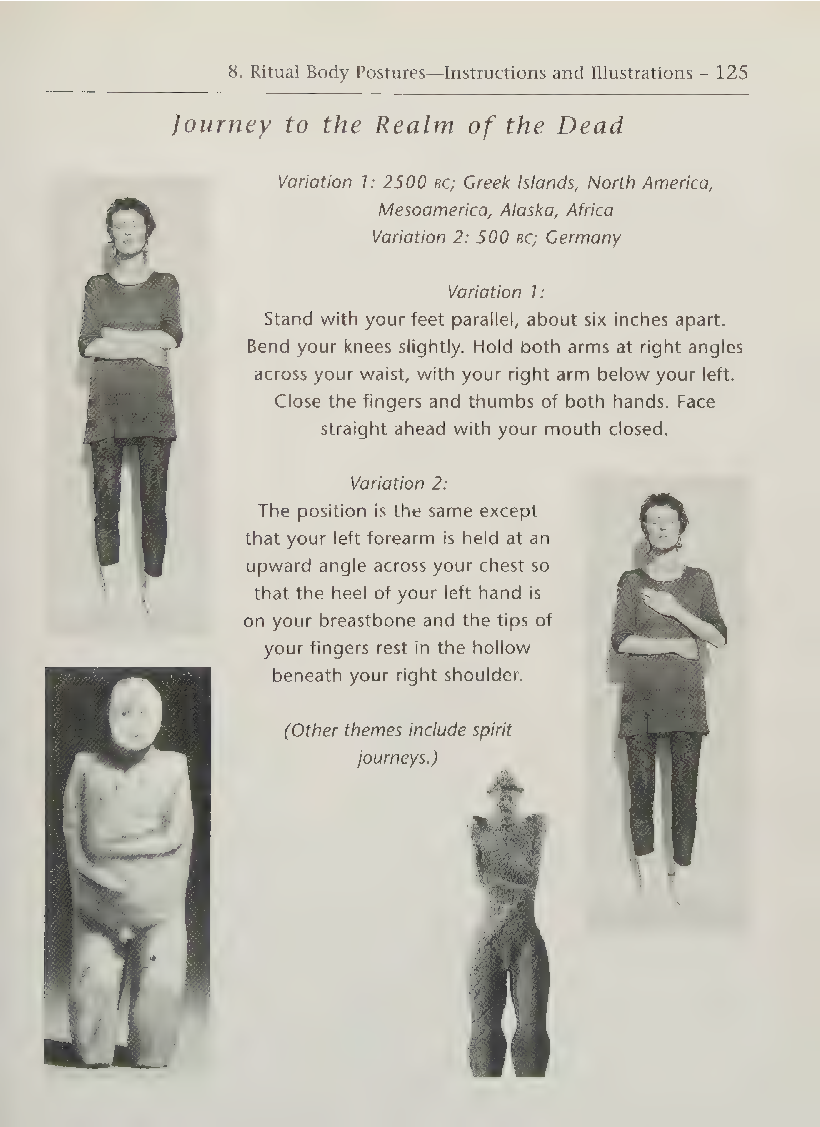 8. Ritual Body Postures—Instructions and Illustrations – 125
Journey to the Realm of the Dead
Variation 1: 2500 BC; Greek Islands, North America,
Mesoamerica, Alaska, Africa
Variation 2: 500 BC; Germany
Variation 1:
Stand with your feet parallel, about six inches apart.
Bend your knees slightly. Hold both arms at right angles
across your waist, with your right arm below your left.
Close the fingers and thumbs of both hands. Face
straight ahead with your mouth closed.
Variation 2:
The position is the same except
that your left forearm is held at an
upward angle across your chest so
that the heel of your left hand is
on your breastbone and the tips of
your fingers rest in the hollow
beneath your right shoulder.
(Other themes include spirit
journeys.)